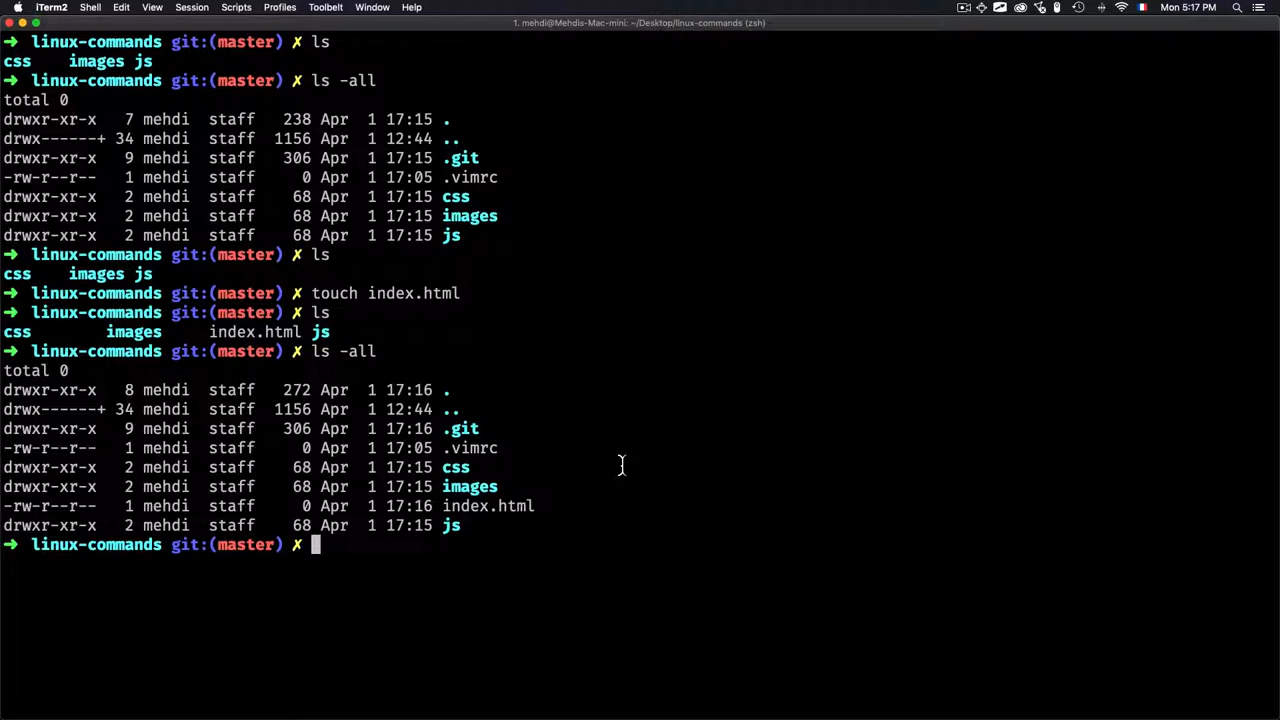 iTerm2 Shell Edit View Session Scripts Profiles Toolbelt Window Help Mon 5:17 PM
1. mehdi@Mehdis-Mac-mini: ~/Desktop/linux-commands (zsh)
➜ linux-commands git:(master) ✗ ls
css images js
➜ linux-commands git:(master) ✗ ls -all
total 0
drwxr-xr-x 7 mehdi staff 238 Apr 1 17:15 .
drwx------+ 34 mehdi staff 1156 Apr 1 12:44 ..
drwxr-xr-x 9 mehdi staff 306 Apr 1 17:15 .git
-rw-r--r-- 1 mehdi staff 0 Apr 1 17:05 .vimrc
drwxr-xr-x 2 mehdi staff 68 Apr 1 17:15 css
drwxr-xr-x 2 mehdi staff 68 Apr 1 17:15 images
drwxr-xr-x 2 mehdi staff 68 Apr 1 17:15 js
➜ linux-commands git:(master) ✗ ls
css images js
➜ linux-commands git:(master) ✗ touch index.html
➜ linux-commands git:(master) ✗ ls
css images index.html js
➜ linux-commands git:(master) ✗ ls -all
total 0
drwxr-xr-x 8 mehdi staff 272 Apr 1 17:16 .
drwx------+ 34 mehdi staff 1156 Apr 1 12:44 ..
drwxr-xr-x 9 mehdi staff 306 Apr 1 17:16 .git
-rw-r--r-- 1 mehdi staff 0 Apr 1 17:05 .vimrc
drwxr-xr-x 2 mehdi staff 68 Apr 1 17:15 css
drwxr-xr-x 2 mehdi staff 68 Apr 1 17:15 images
-rw-r--r-- 1 mehdi staff 0 Apr 1 17:16 index.html
drwxr-xr-x 2 mehdi staff 68 Apr 1 17:15 js
➜ linux-commands git:(master) ✗